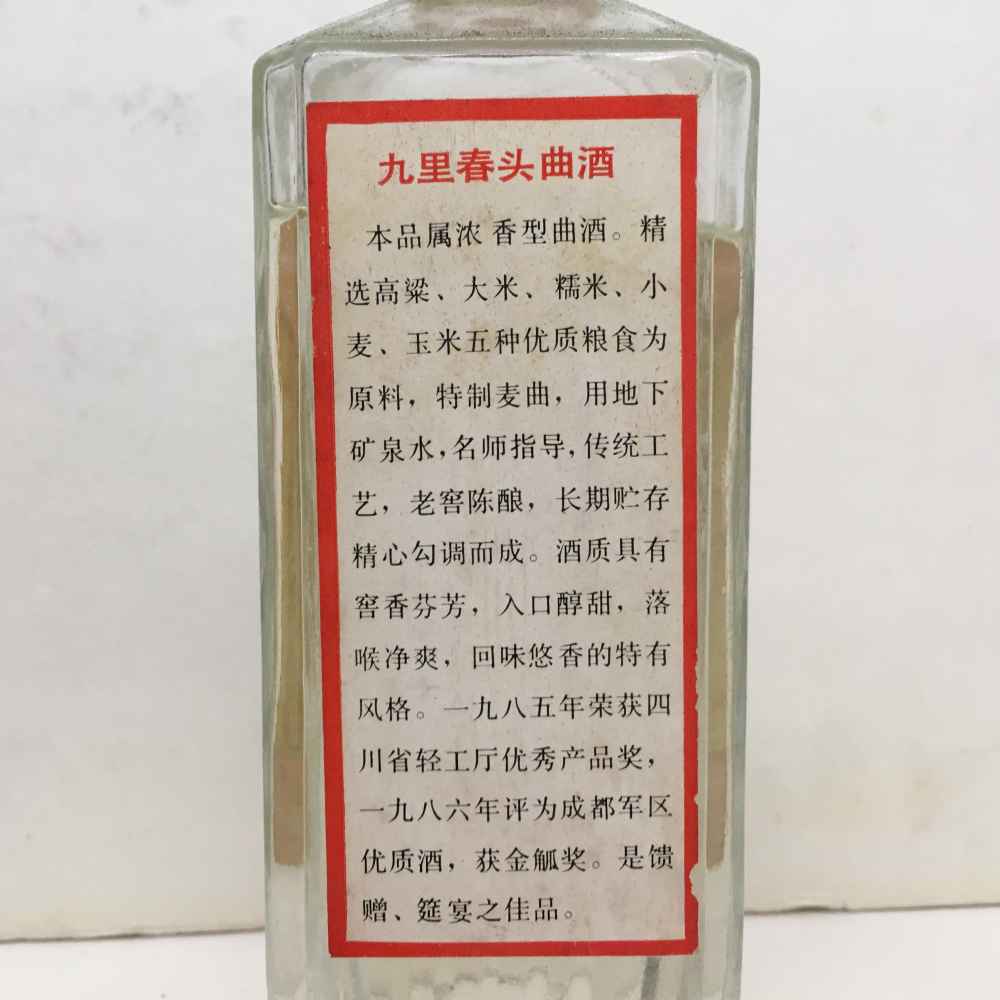 九里春头曲酒
本品属浓香型曲酒。精
选高粱、大米、糯米、小
麦、玉米五种优质粮食为
原料，特制麦曲，用地下
矿泉水，名师指导，传统工
艺，老窖陈酿，长期贮存
精心勾调而成。酒质具有
窖香芬芳，入口醇甜，落
喉净爽，回味悠香的特有
风格。一九八五年荣获四
川省轻工厅优秀产品奖，
一九八六年评为成都军区
优质酒，获金觚奖。是馈
赠、筵宴之佳品。